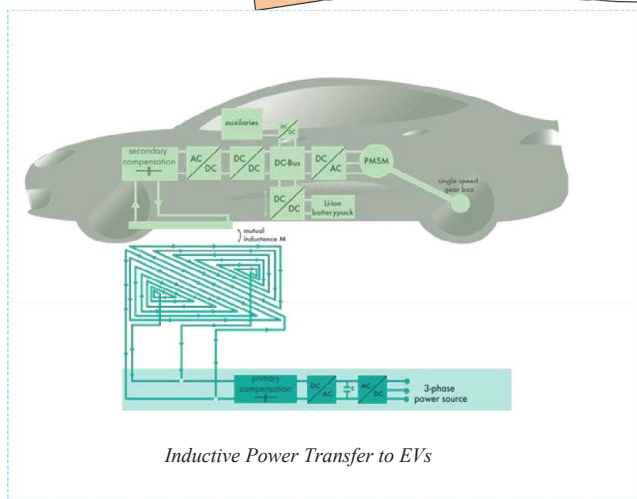 auxilaries
DC
DC
secondary
compensation
AC
DC
DC
DC
DC-Bus
DC
AC
PMSM
single speed
gear box
DC
DC
Li-ion
batterypack
mutual
inductance M
primary
compensation
DC
AC
c
AC
DC
3-phase
power source
Inductive Power Transfer to EVs